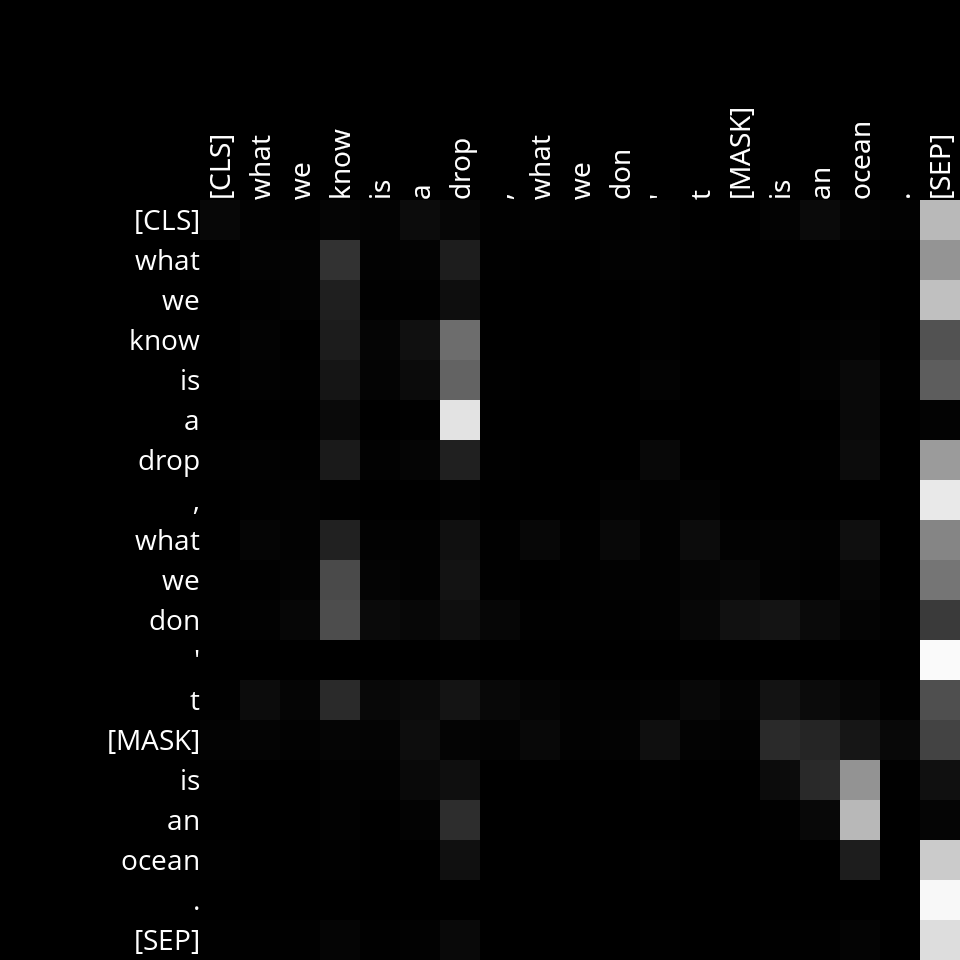 [CLS] what we know is a drop , what we don ' t [MASK] is an ocean . [SEP]
[CLS]
what
we
know
is
a
drop
,
what
we
don
'
t
[MASK]
is
an
ocean
.
[SEP]